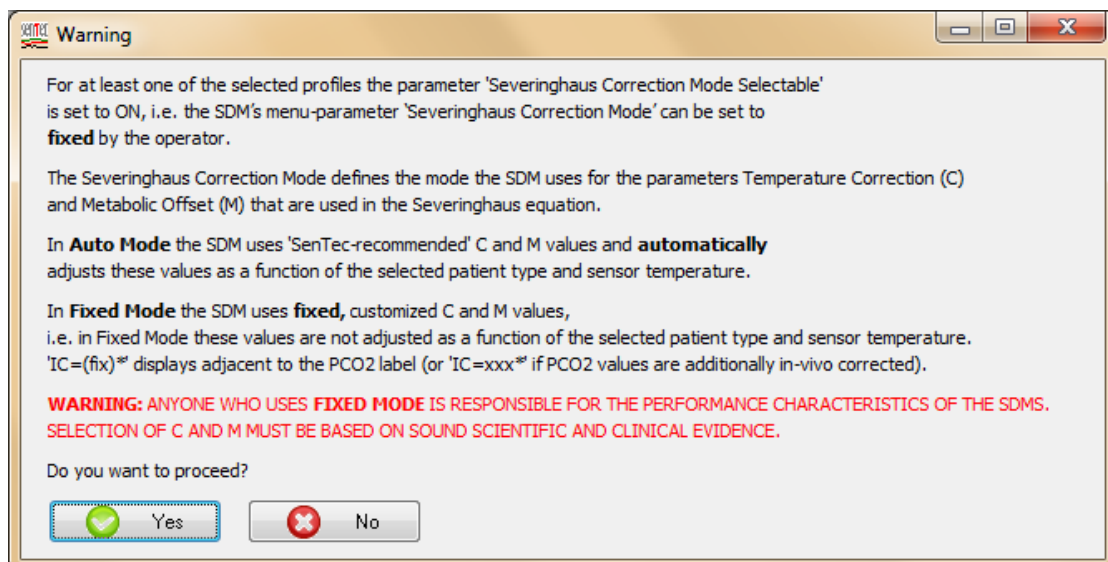 SenTec Warning
For at least one of the selected profiles the parameter 'Severinghaus Correction Mode Selectable'
is set to ON, i.e. the SDM's menu-parameter 'Severinghaus Correction Mode' can be set to
fixed by the operator.
The Severinghaus Correction Mode defines the mode the SDM uses for the parameters Temperature Correction (C)
and Metabolic Offset (M) that are used in the Severinghaus equation.
In Auto Mode the SDM uses 'SenTec-recommended' C and M values and automatically
adjusts these values as a function of the selected patient type and sensor temperature.
In Fixed Mode the SDM uses fixed, customized C and M values,
i.e. in Fixed Mode these values are not adjusted as a function of the selected patient type and sensor temperature.
'IC=(fix)*' displays adjacent to the PCO2 label (or 'IC=xxx*' if PCO2 values are additionally in-vivo corrected).
WARNING: ANYONE WHO USES FIXED MODE IS RESPONSIBLE FOR THE PERFORMANCE CHARACTERISTICS OF THE SDMS.
SELECTION OF C AND M MUST BE BASED ON SOUND SCIENTIFIC AND CLINICAL EVIDENCE.
Do you want to proceed?
Yes No